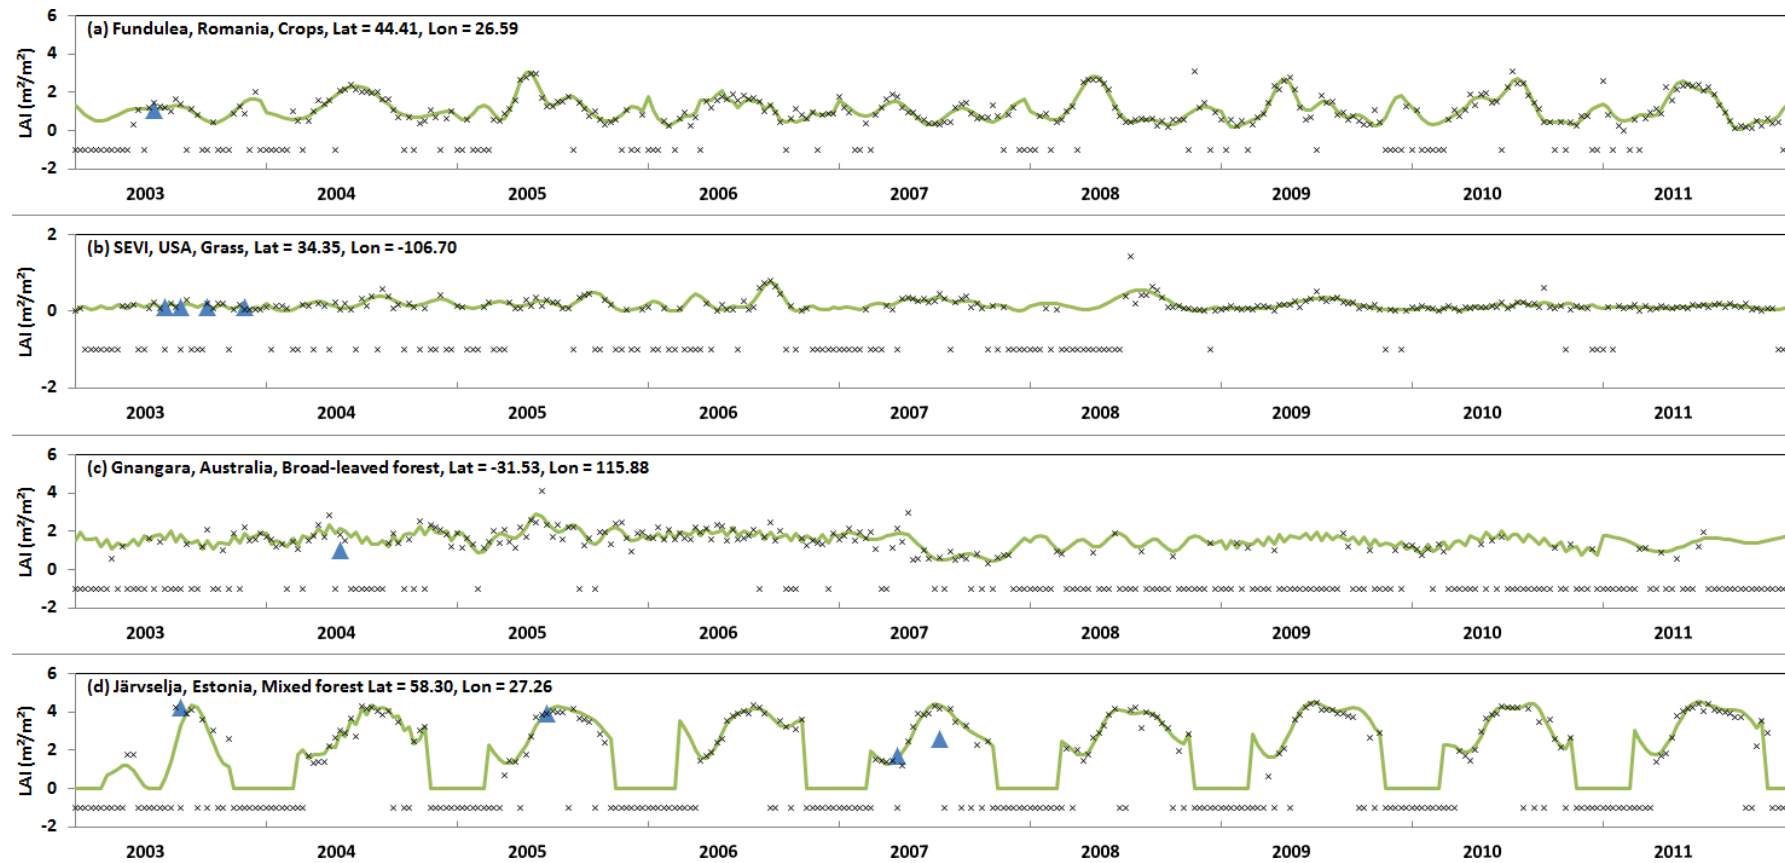 (a) Fundulea, Romania, Crops, Lat = 44.41, Lon = 26.59
LAI (m²/m²)
6
4
2
0
-2
2003 2004 2005 2006 2007 2008 2009 2010 2011
(b) SEVI, USA, Grass, Lat = 34.35, Lon = -106.70
LAI (m²/m²)
2
0
-2
2003 2004 2005 2006 2007 2008 2009 2010 2011
(c) Gnangara, Australia, Broad-leaved forest, Lat = -31.53, Lon = 115.88
LAI (m²/m²)
6
4
2
0
-2
2003 2004 2005 2006 2007 2008 2009 2010 2011
(d) Järvselja, Estonia, Mixed forest Lat = 58.30, Lon = 27.26
LAI (m²/m²)
6
4
2
0
-2
2003 2004 2005 2006 2007 2008 2009 2010 2011